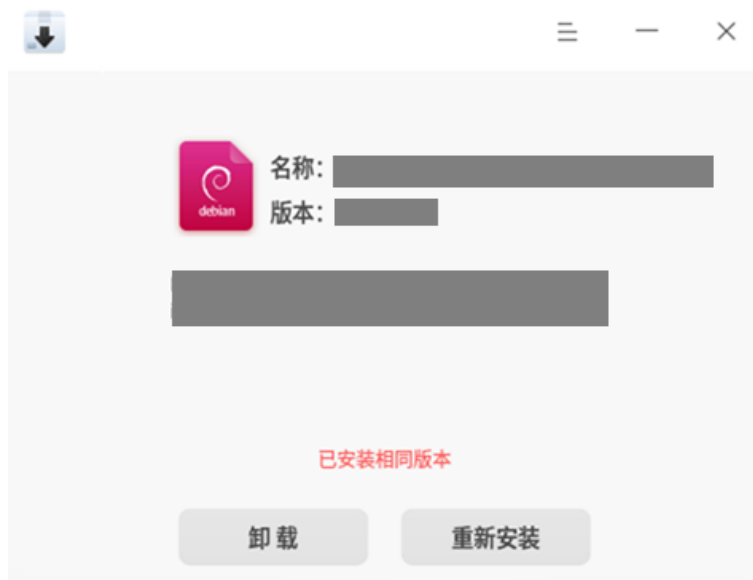 名称：
debian
版本：
已安装相同版本
卸载
重新安装